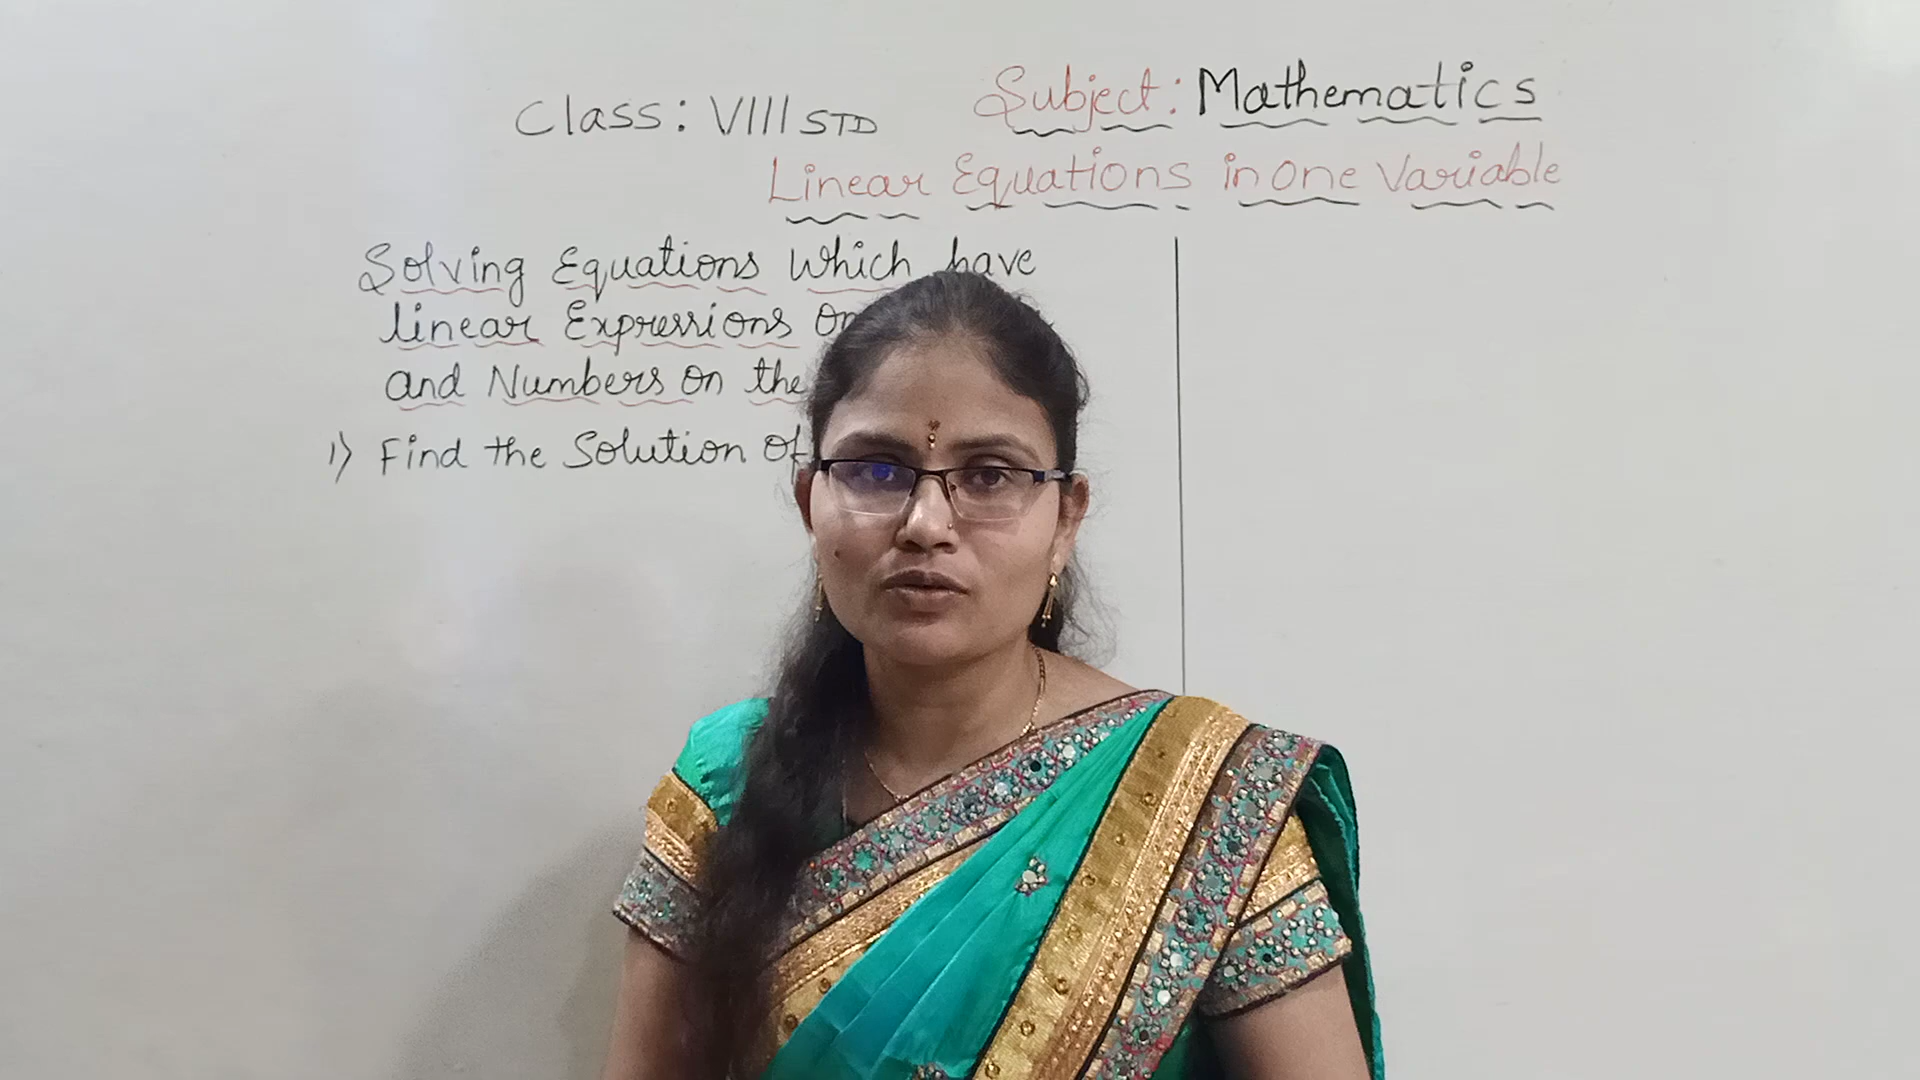 Class: VIII STD
Subject: Mathematics
Linear Equations in One Variable
Solving Equations Which have
linear Expressions
and Numbers on the
1) Find the Solution of